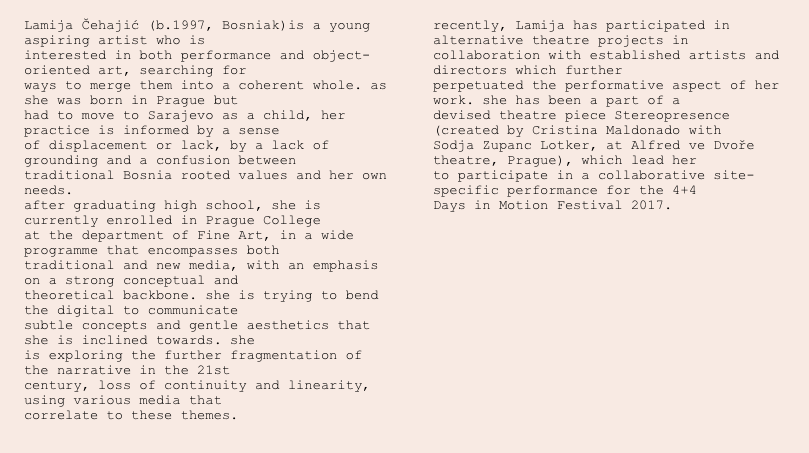 Lamija Čehajić (b.1997, Bosniak)is a young
aspiring artist who is
interested in both performance and object-
oriented art, searching for
ways to merge them into a coherent whole. as
she was born in Prague but
had to move to Sarajevo as a child, her
practice is informed by a sense
of displacement or lack, by a lack of
grounding and a confusion between
traditional Bosnia rooted values and her own
needs.
after graduating high school, she is
currently enrolled in Prague College
at the department of Fine Art, in a wide
programme that encompasses both
traditional and new media, with an emphasis
on a strong conceptual and
theoretical backbone. she is trying to bend
the digital to communicate
subtle concepts and gentle aesthetics that
she is inclined towards. she
is exploring the further fragmentation of
the narrative in the 21st
century, loss of continuity and linearity,
using various media that
correlate to these themes.
recently, Lamija has participated in
alternative theatre projects in
collaboration with established artists and
directors which further
perpetuated the performative aspect of her
work. she has been a part of a
devised theatre piece Stereopresence
(created by Cristina Maldonado with
Sodja Zupanc Lotker, at Alfred ve Dvoře
theatre, Prague), which lead her
to participate in a collaborative site-
specific performance for the 4+4
Days in Motion Festival 2017.